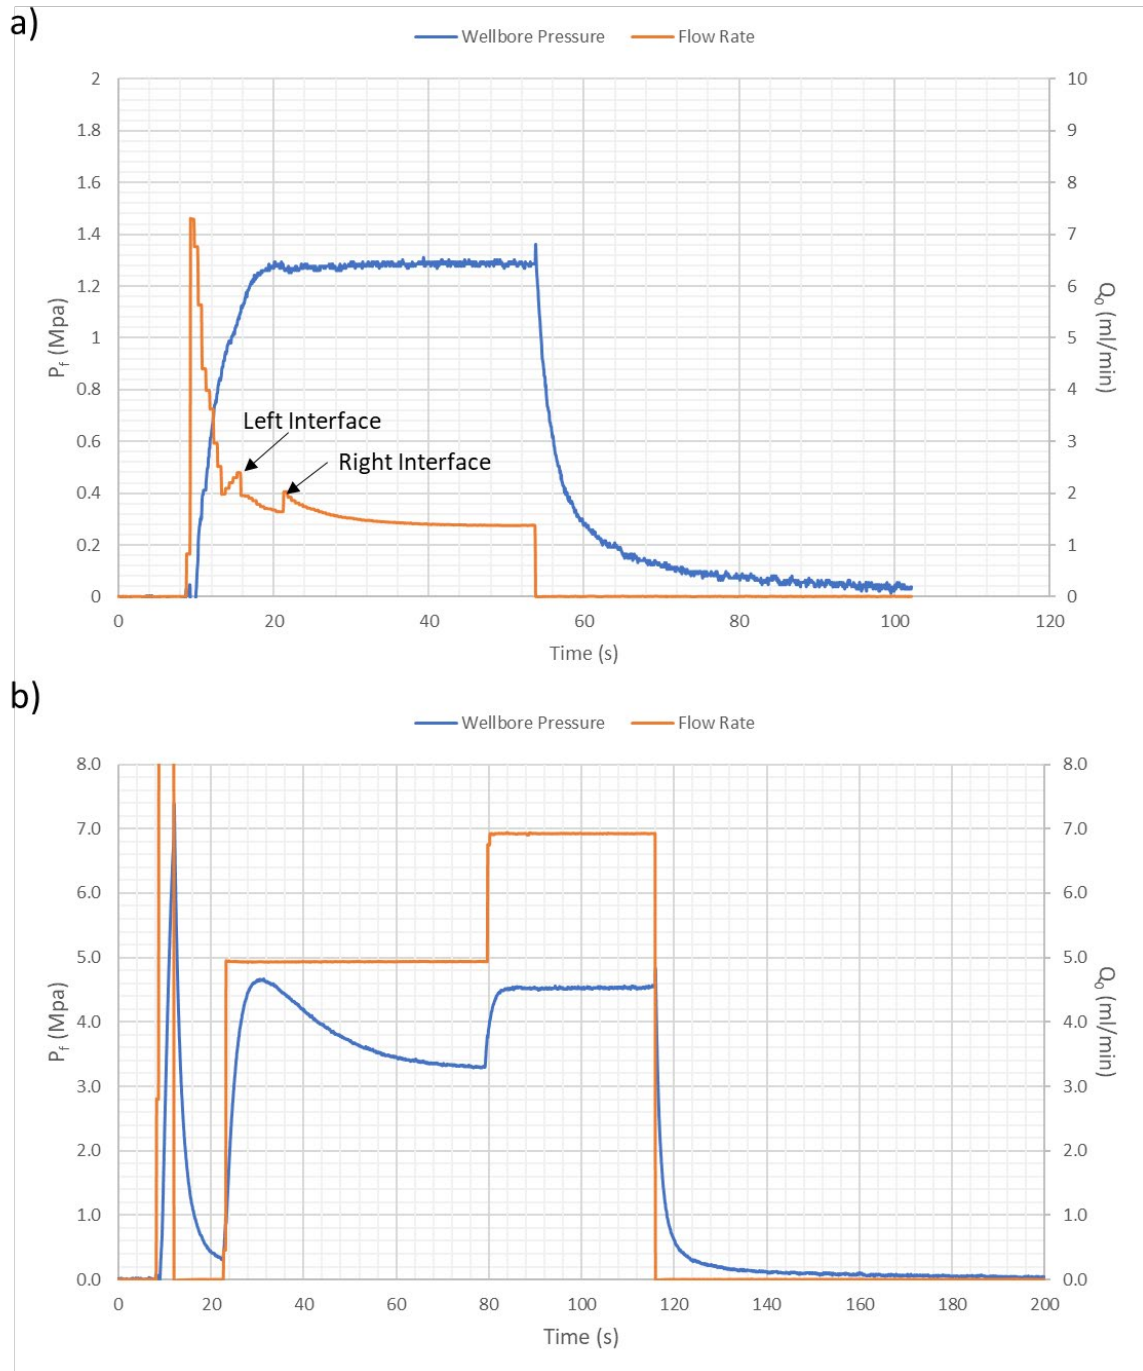 a)
Wellbore Pressure Flow Rate
2 10
1.8 9
1.6 8
1.4 7
1.2 6
1 5
0.8 4
0.6 3
0.4 2
0.2 1
0 0
P_f (Mpa)
Q_o (ml/min)
Left Interface
Right Interface
0 20 40 60 80 100 120
Time (s)
b)
Wellbore Pressure Flow Rate
8.0 8.0
7.0 7.0
6.0 6.0
5.0 5.0
4.0 4.0
3.0 3.0
2.0 2.0
1.0 1.0
0.0 0.0
P_f (Mpa)
Q_o (ml/min)
0 20 40 60 80 100 120 140 160 180 200
Time (s)